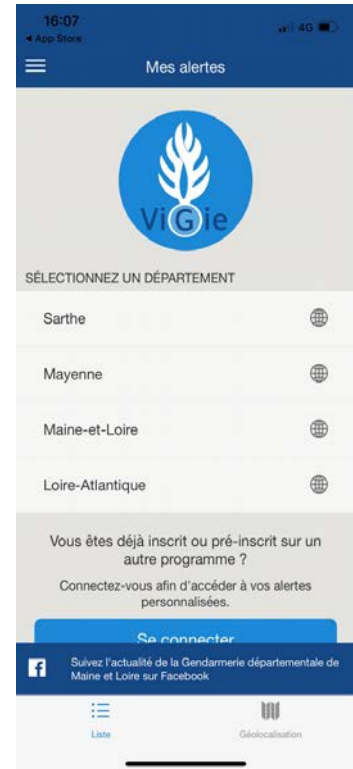 16:07
4G
◀ App Store
Mes alertes
ViGie
SÉLECTIONNEZ UN DÉPARTEMENT
Sarthe
Mayenne
Maine-et-Loire
Loire-Atlantique
Vous êtes déjà inscrit ou pré-inscrit sur un
autre programme ?
Connectez-vous afin d'accéder à vos alertes
personnalisées.
Se connecter
Suivez l'actualité de la Gendarmerie départementale de
Maine et Loire sur Facebook
Liste
Géolocalisation